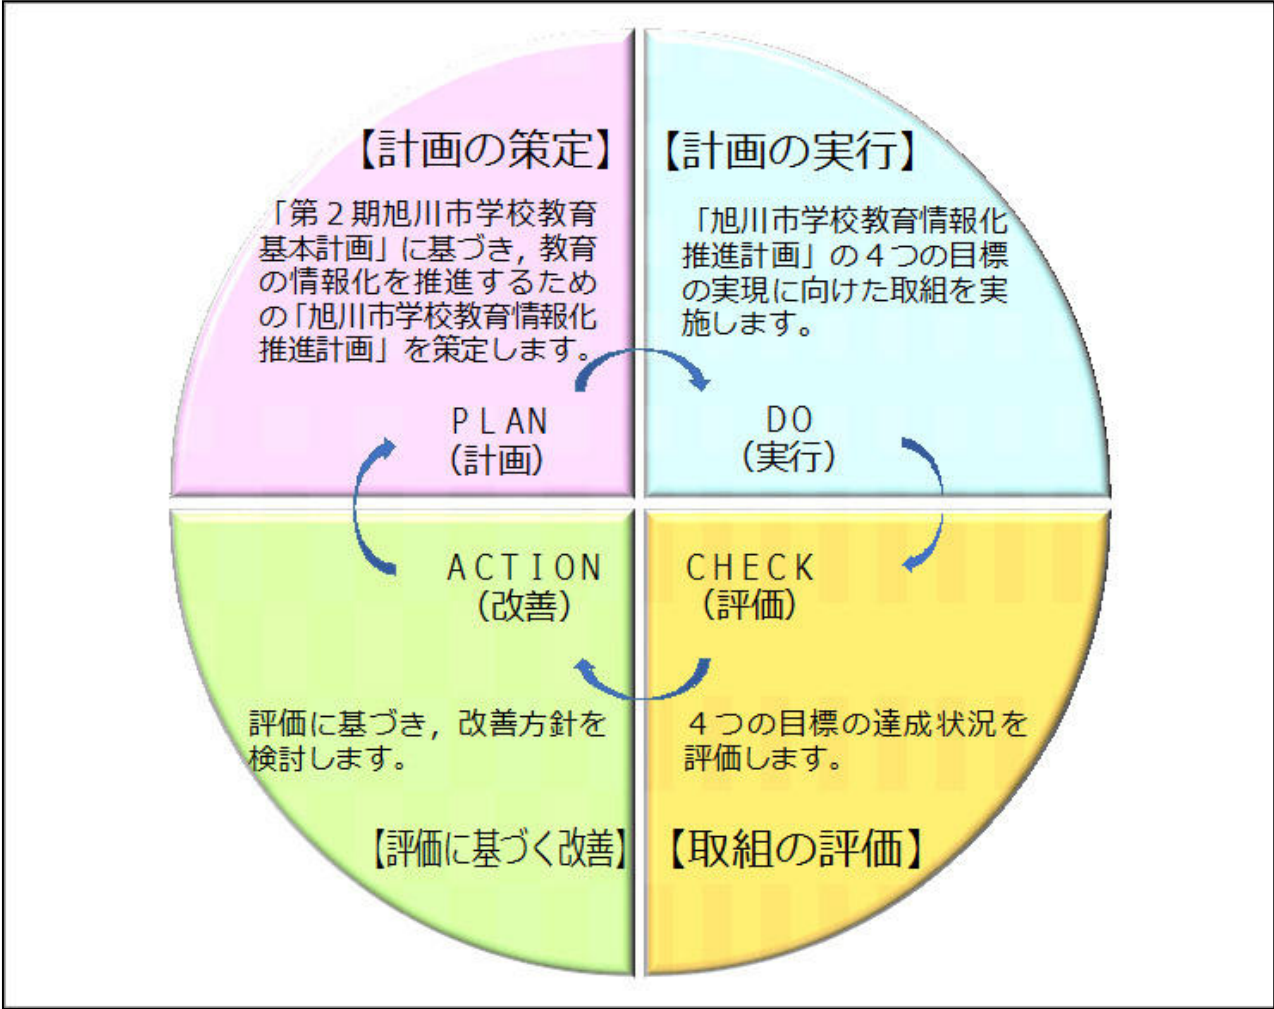 【計画の策定】
「第２期旭川市学校教育
基本計画」に基づき，教育
の情報化を推進するため
の「旭川市学校教育情報化
推進計画」を策定します。
ＰＬＡＮ
（計画）
【計画の実行】
「旭川市学校教育情報化
推進計画」の４つの目標
の実現に向けた取組を実
施します。
ＤＯ
（実行）
ＣＨＥＣＫ
（評価）
４つの目標の達成状況を
評価します。
【取組の評価】
ＡＣＴＩＯＮ
（改善）
評価に基づき，改善方針を
検討します。
【評価に基づく改善】